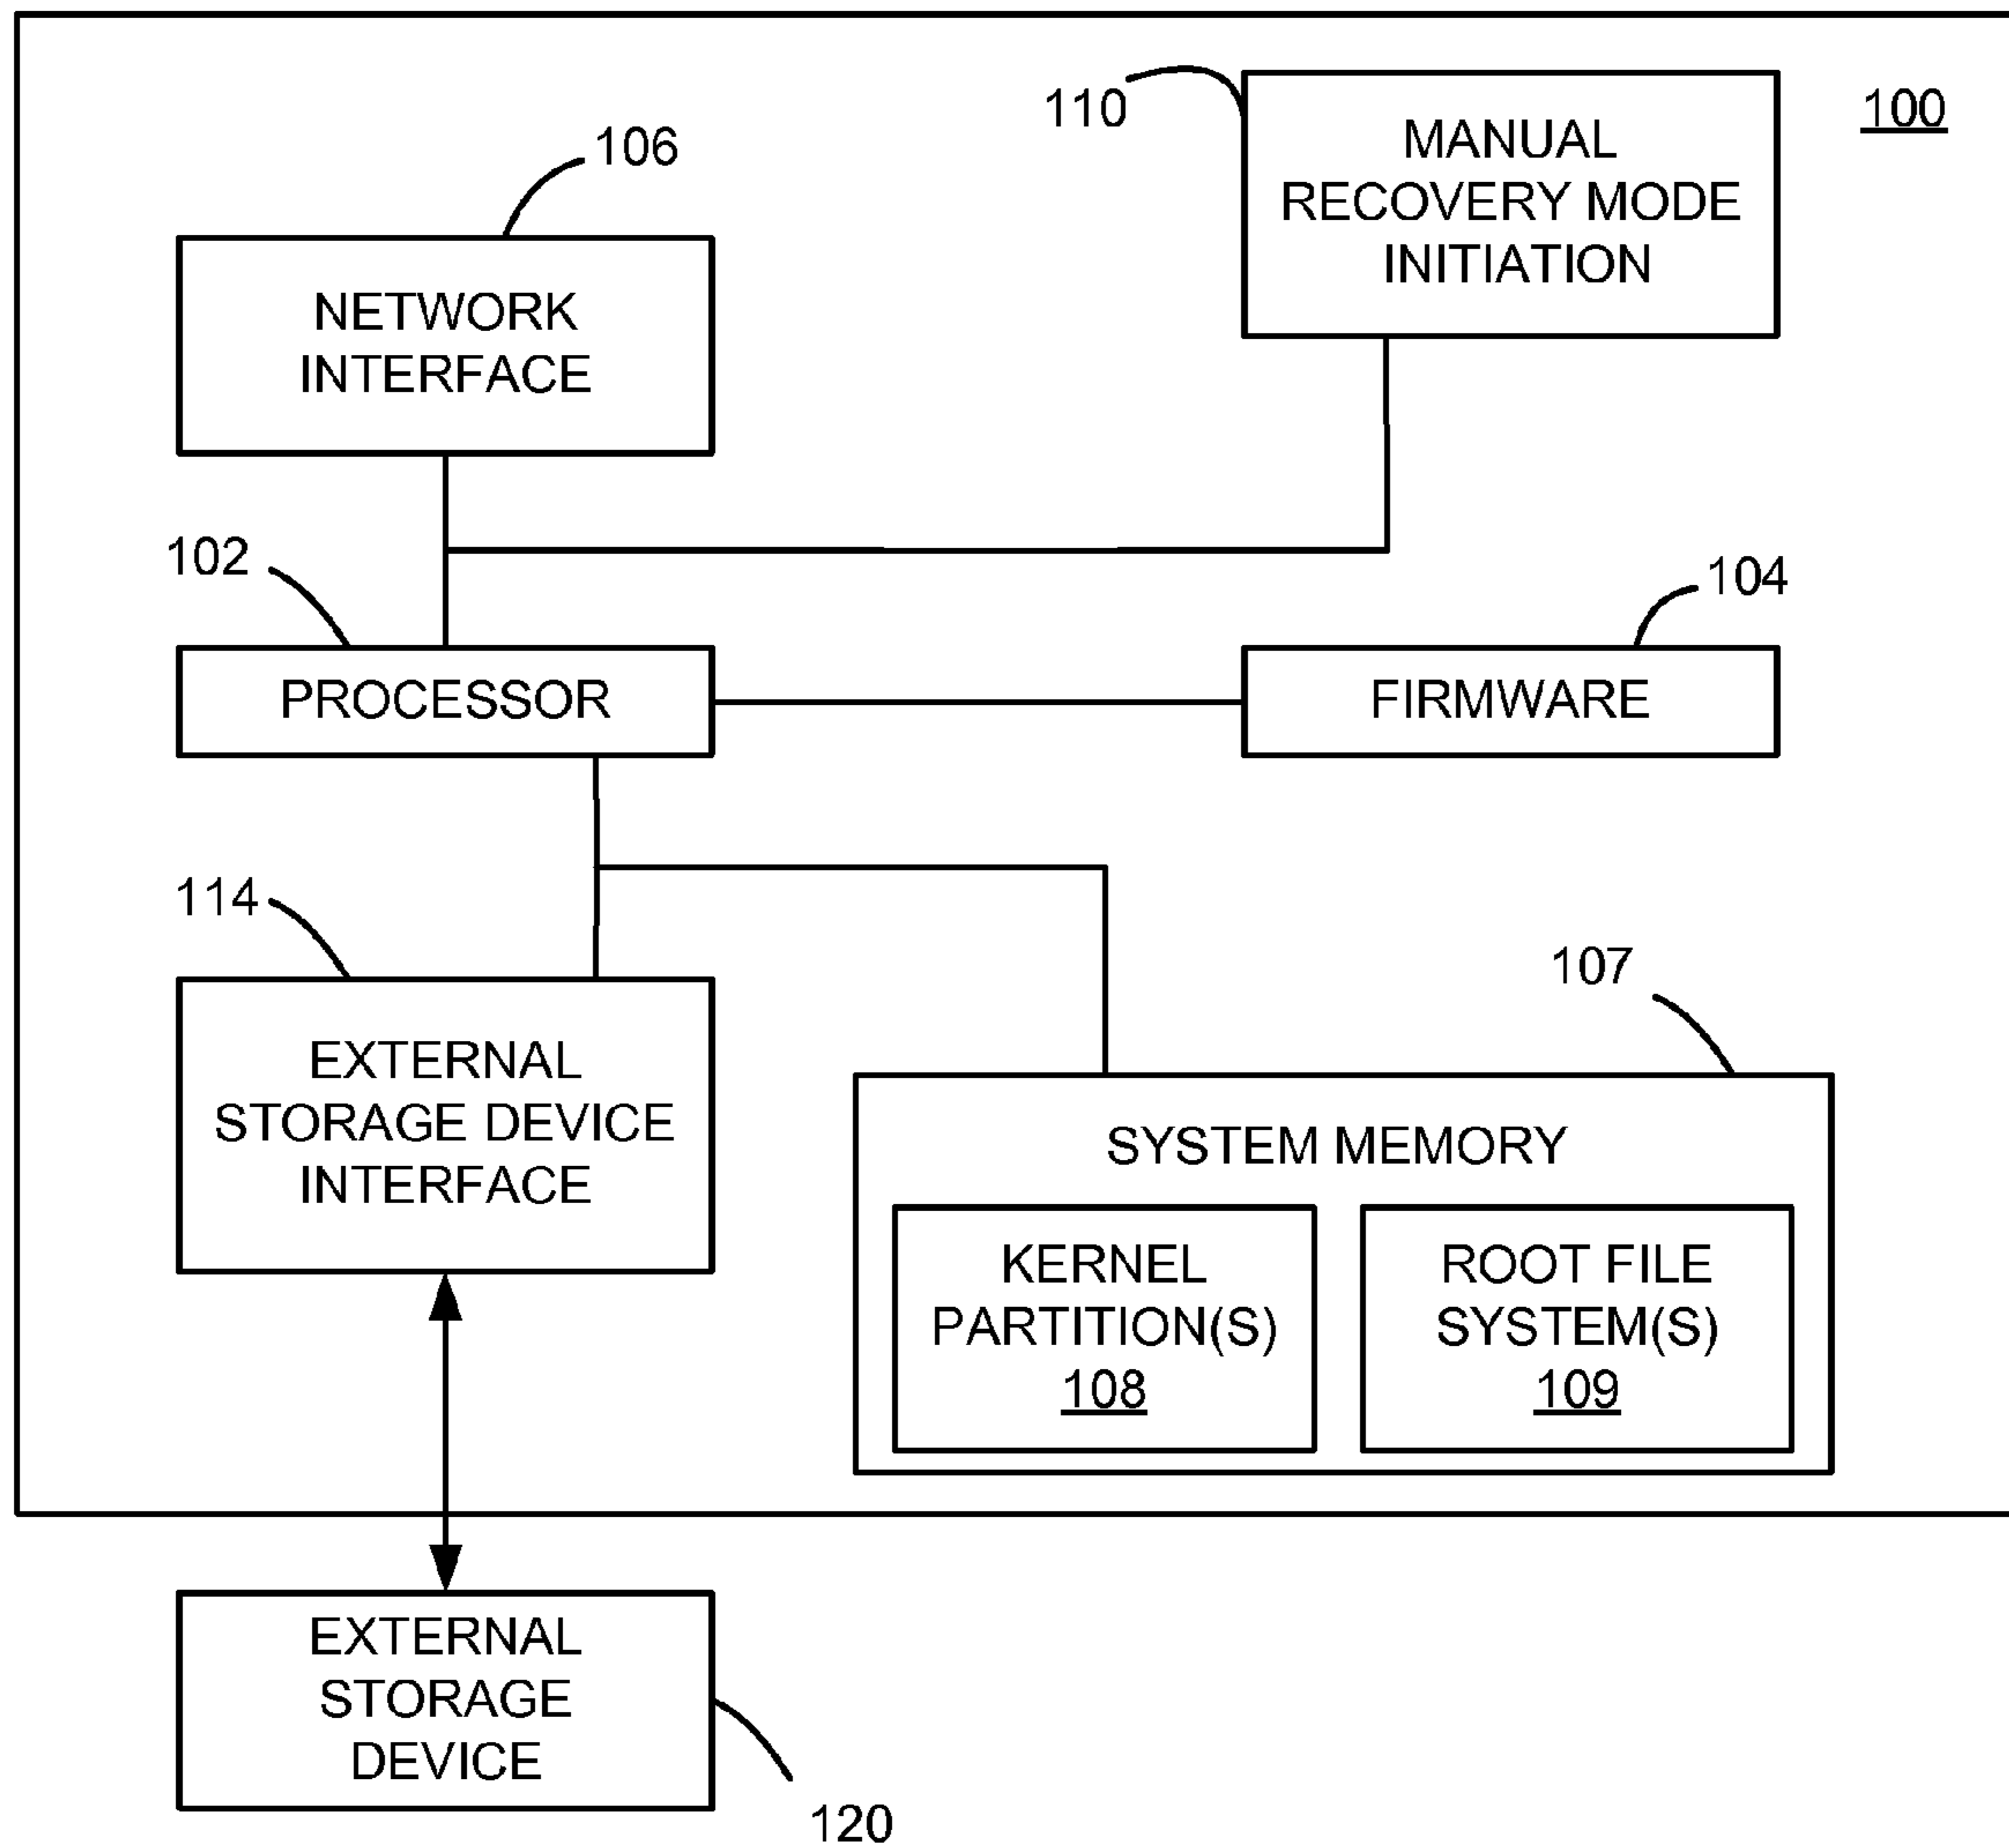 110
MANUAL
RECOVERY MODE
INITIATION
100
106
NETWORK
INTERFACE
102
PROCESSOR
104
FIRMWARE
114
EXTERNAL
STORAGE DEVICE
INTERFACE
107
SYSTEM MEMORY
KERNEL
PARTITION(S)
108
ROOT FILE
SYSTEM(S)
109
EXTERNAL
STORAGE
DEVICE
120